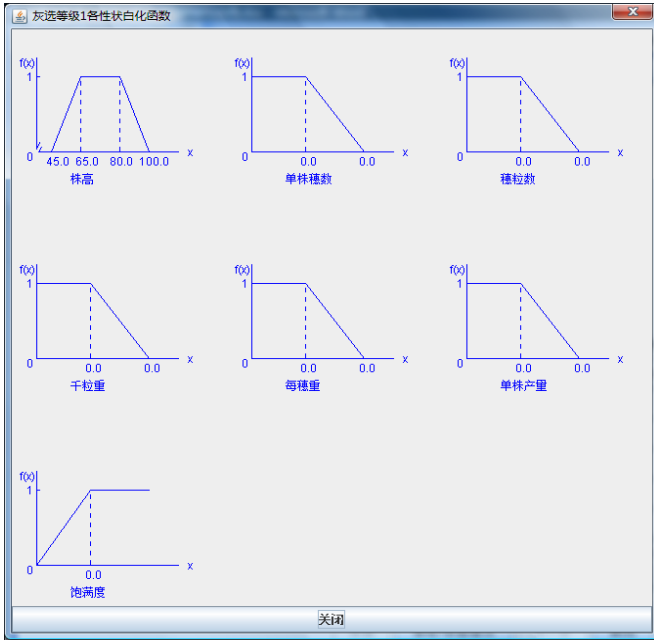 灰选等级1各性状白化函数
f(x) f(x) f(x)
1 1 1
0 45.0 65.0 80.0 100.0 x 0 0.0 0.0 x 0 0.0 0.0 x
株高 单株穗数 穗粒数
f(x) f(x) f(x)
1 1 1
0 0.0 0.0 x 0 0.0 0.0 x 0 0.0 0.0 x
千粒重 每穗重 单株产量
f(x)
1
0 0.0 x
饱满度
关闭